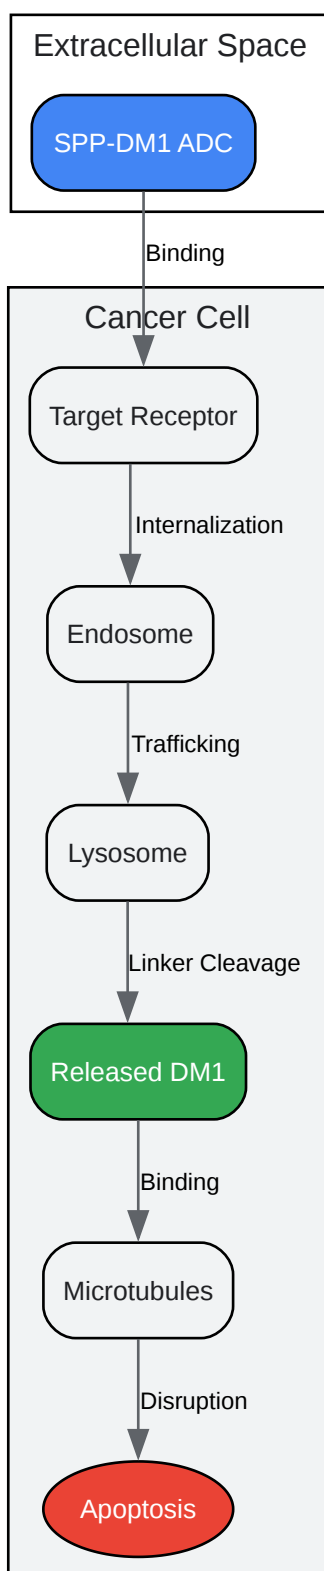 Extracellular Space
SPP-DM1 ADC
Binding
Cancer Cell
Target Receptor
Internalization
Endosome
Trafficking
Lysosome
Linker Cleavage
Released DM1
Binding
Microtubules
Disruption
Apoptosis